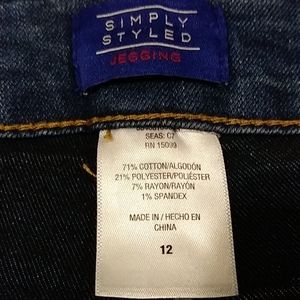 SIMPLY
STYLED
JEGGING
SEAS: C7
RN 15099
71% COTTON/ALGODÓN
21% POLYESTER/POLIÉSTER
7% RAYON/RAYÓN
1% SPANDEX
MADE IN / HECHO EN
CHINA
12